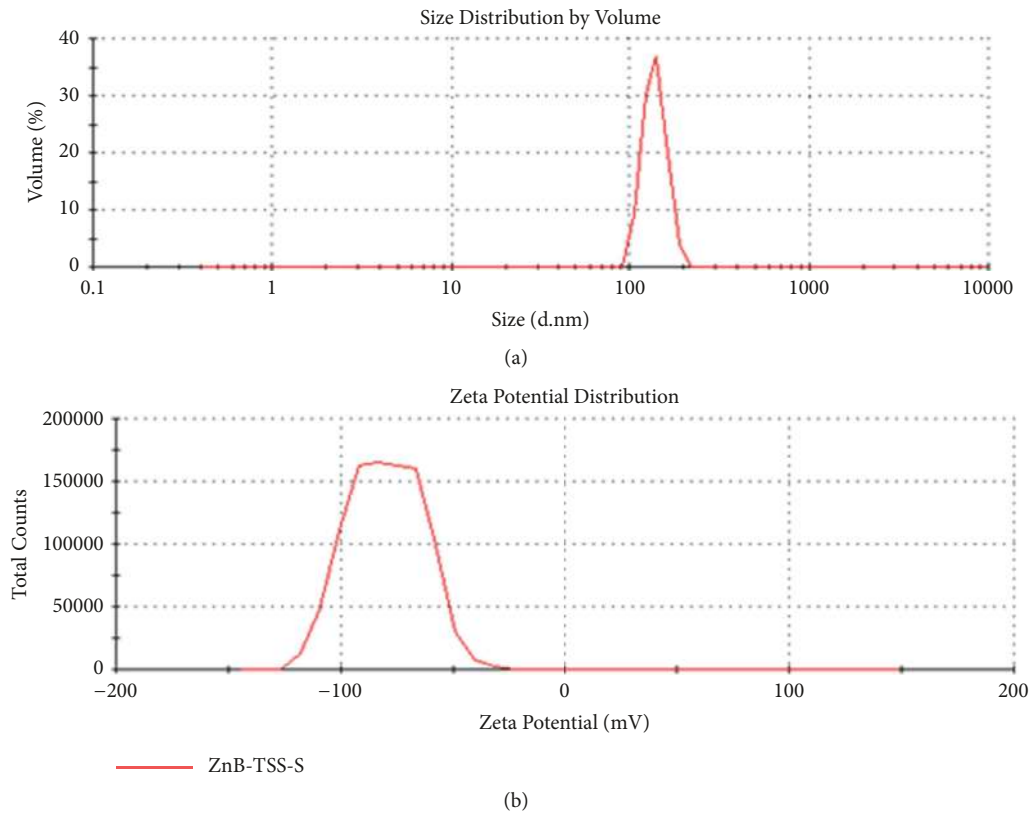 Size Distribution by Volume
40
30
20
10
0
Volume (%)
0.1 1 10 100 1000 10000
Size (d.nm)
(a)
Zeta Potential Distribution
200000
150000
100000
50000
0
Total Counts
−200 −100 0 100 200
Zeta Potential (mV)
ZnB-TSS-S
(b)